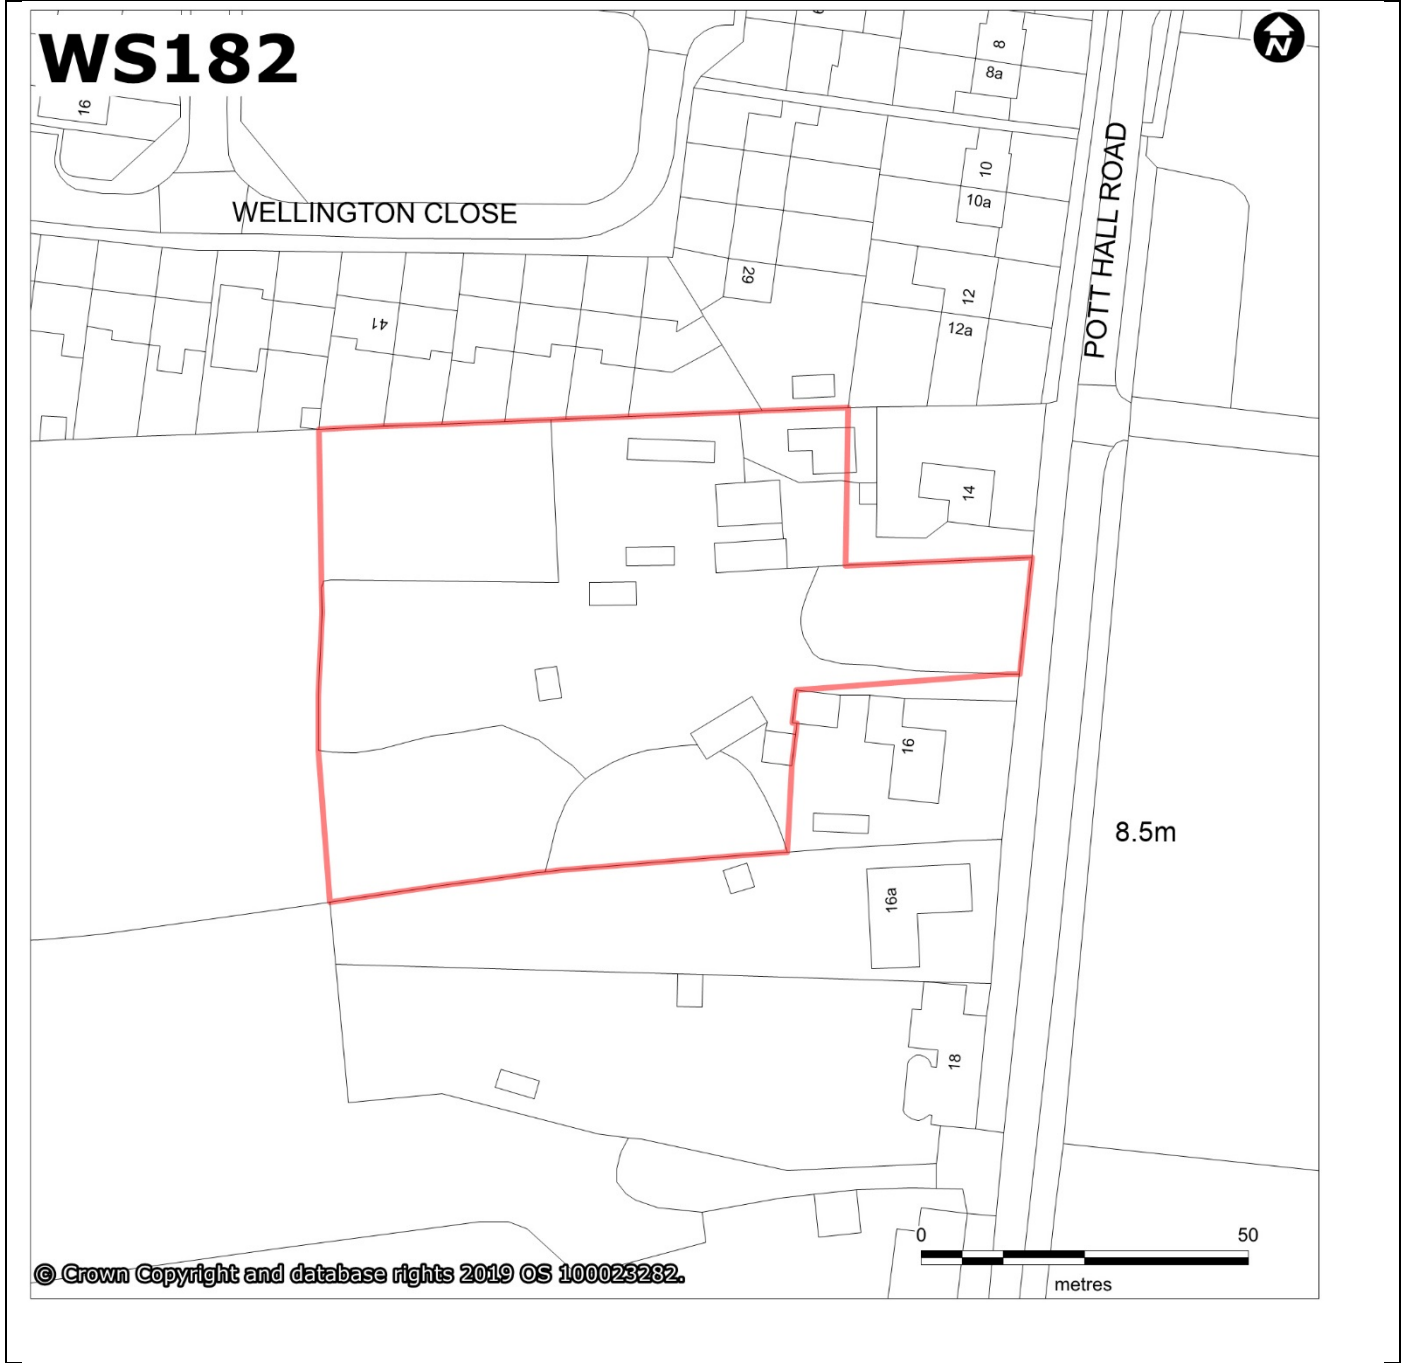 WS182
N
8
8a
16
10
10a
WELLINGTON CLOSE
POTT HALL ROAD
29
12
12a
41
14
16
8.5m
16a
18
0 50
metres
© Crown Copyright and database rights 2019 OS 100023282.